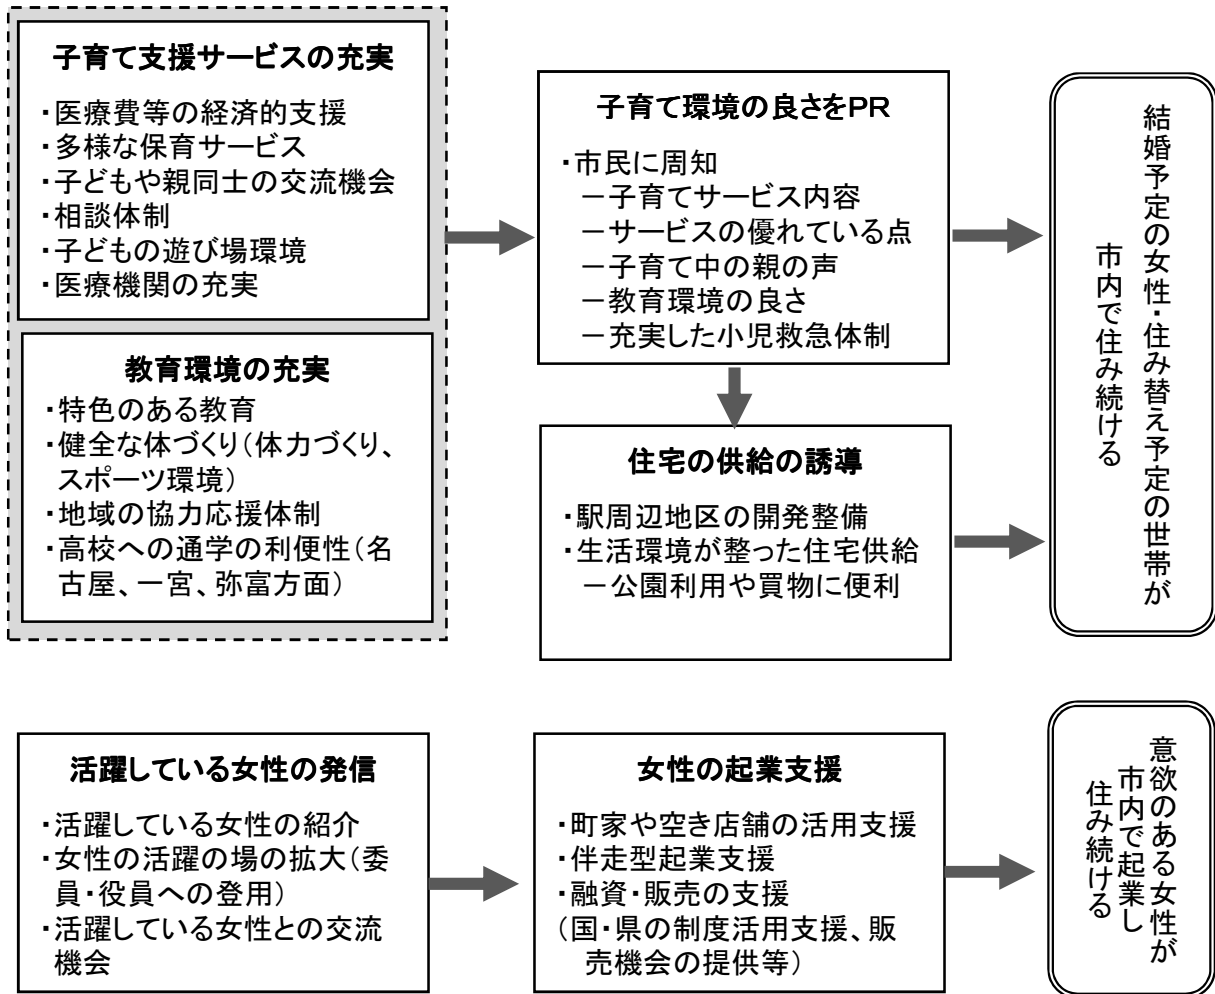 子育て支援サービスの充実
・医療費等の経済的支援
・多様な保育サービス
・子どもや親同士の交流機会
・相談体制
・子どもの遊び場環境
・医療機関の充実
教育環境の充実
・特色のある教育
・健全な体づくり(体力づくり、
スポーツ環境)
・地域の協力応援体制
・高校への通学の利便性(名
古屋、一宮、弥富方面)
子育て環境の良さをPR
・市民に周知
－子育てサービス内容
－サービスの優れている点
－子育て中の親の声
－教育環境の良さ
－充実した小児救急体制
住宅の供給の誘導
・駅周辺地区の開発整備
・生活環境が整った住宅供給
－公園利用や買物に便利
結婚予定の女性・住み替え予定の世帯が
市内で住み続ける
活躍している女性の発信
・活躍している女性の紹介
・女性の活躍の場の拡大(委
員・役員への登用)
・活躍している女性との交流
機会
女性の起業支援
・町家や空き店舗の活用支援
・伴走型起業支援
・融資・販売の支援
(国・県の制度活用支援、販
売機会の提供等)
意欲のある女性が
市内で起業し
住み続ける